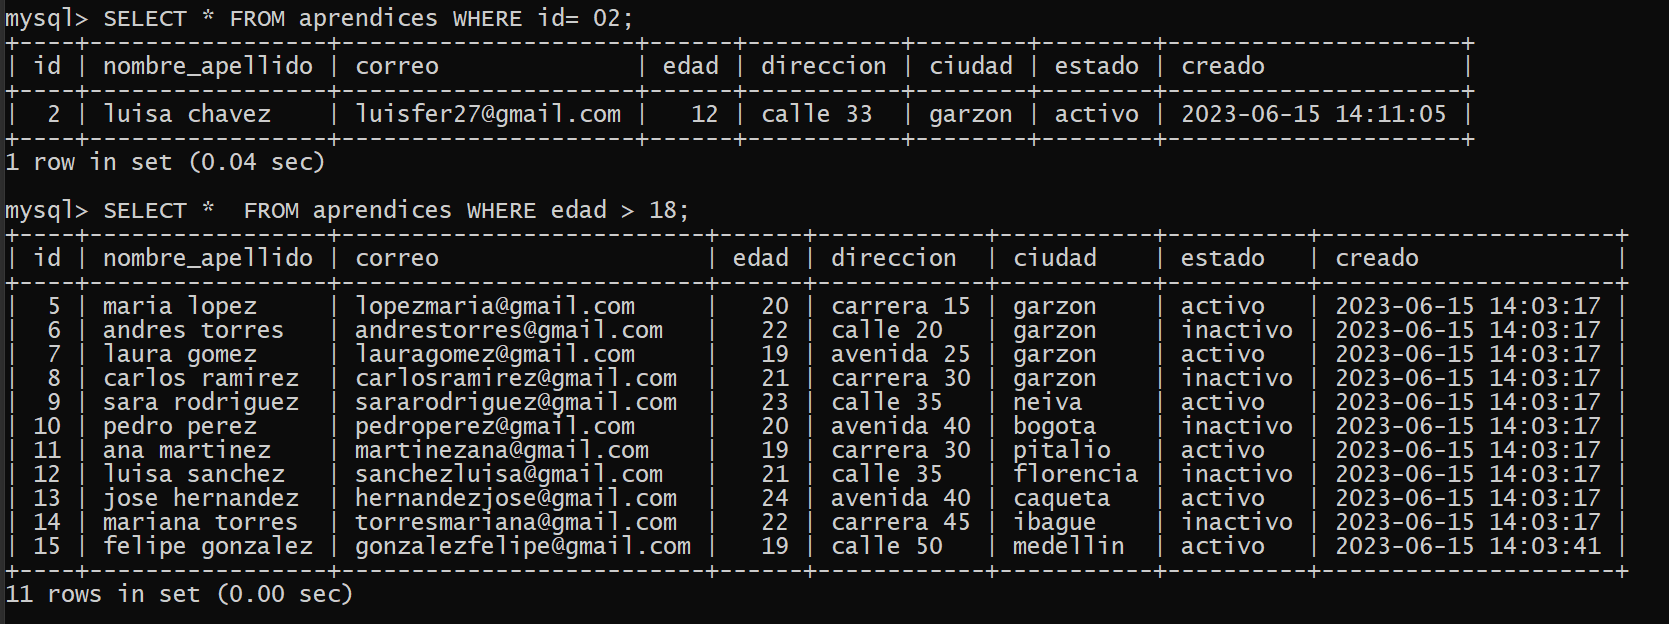 mysql> SELECT * FROM aprendices WHERE id= 02;
+----+-----------------+---------------------+------+-----------+--------+--------+---------------------+
| id | nombre_apellido | correo              | edad | direccion | ciudad | estado | creado              |
+----+-----------------+---------------------+------+-----------+--------+--------+---------------------+
|  2 | luisa chavez    | luisfer27@gmail.com |   12 | calle 33  | garzon | activo | 2023-06-15 14:11:05 |
+----+-----------------+---------------------+------+-----------+--------+--------+---------------------+
1 row in set (0.04 sec)
mysql> SELECT *  FROM aprendices WHERE edad > 18;
+----+-----------------+--------------------------+------+------------+-----------+----------+---------------------+
| id | nombre_apellido | correo                   | edad | direccion  | ciudad    | estado   | creado              |
+----+-----------------+--------------------------+------+------------+-----------+----------+---------------------+
|  5 | maria lopez     | lopezmaria@gmail.com     |   20 | carrera 15 | garzon    | activo   | 2023-06-15 14:03:17 |
|  6 | andres torres   | andrestorres@gmail.com   |   22 | calle 20   | garzon    | inactivo | 2023-06-15 14:03:17 |
|  7 | laura gomez     | lauragomez@gmail.com     |   19 | avenida 25 | garzon    | activo   | 2023-06-15 14:03:17 |
|  8 | carlos ramirez  | carlosramirez@gmail.com  |   21 | carrera 30 | garzon    | inactivo | 2023-06-15 14:03:17 |
|  9 | sara rodriguez  | sararodriguez@gmail.com  |   23 | calle 35   | neiva     | activo   | 2023-06-15 14:03:17 |
| 10 | pedro perez     | pedroperez@gmail.com     |   20 | avenida 40 | bogota    | inactivo | 2023-06-15 14:03:17 |
| 11 | ana martinez    | martinezana@gmail.com    |   19 | carrera 30 | pitalio   | activo   | 2023-06-15 14:03:17 |
| 12 | luisa sanchez   | sanchezluisa@gmail.com   |   21 | calle 35   | florencia | inactivo | 2023-06-15 14:03:17 |
| 13 | jose hernandez  | hernandezjose@gmail.com  |   24 | avenida 40 | caqueta   | activo   | 2023-06-15 14:03:17 |
| 14 | mariana torres  | torresmariana@gmail.com  |   22 | carrera 45 | ibague    | inactivo | 2023-06-15 14:03:17 |
| 15 | felipe gonzalez | gonzalezfelipe@gmail.com |   19 | calle 50   | medellin  | activo   | 2023-06-15 14:03:41 |
+----+-----------------+--------------------------+------+------------+-----------+----------+---------------------+
11 rows in set (0.00 sec)